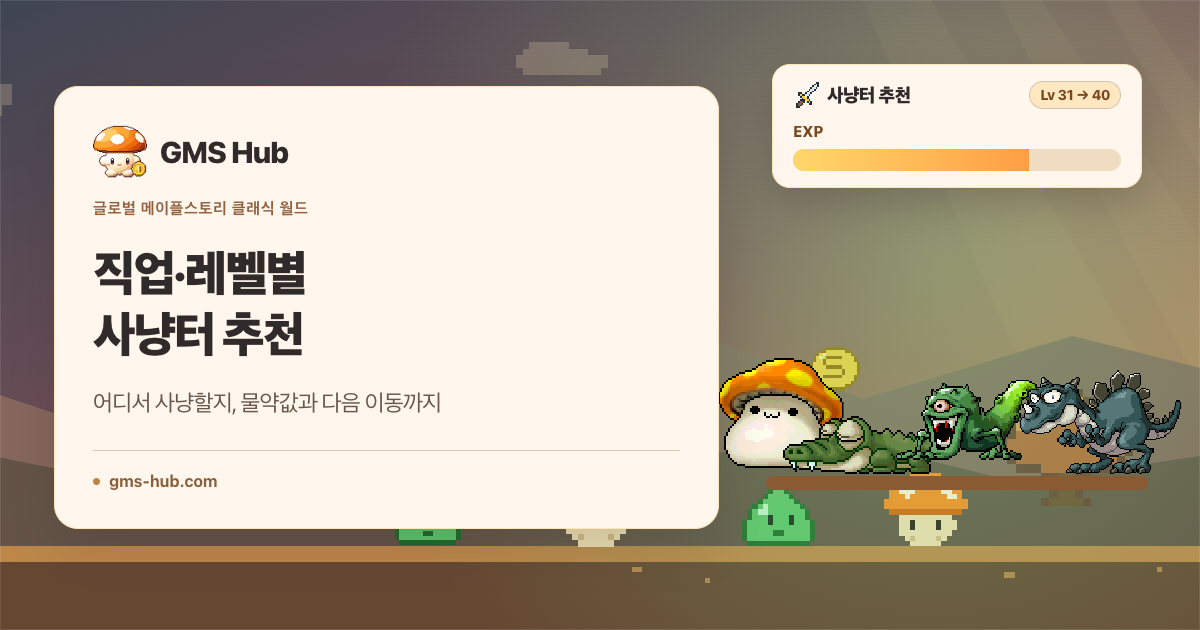 GMS Hub
글로벌 메이플스토리 클래식 월드
직업·레벨별
사냥터 추천
어디서 사냥할지, 물약값과 다음 이동까지
gms-hub.com
사냥터 추천
Lv 31 → 40
EXP
S